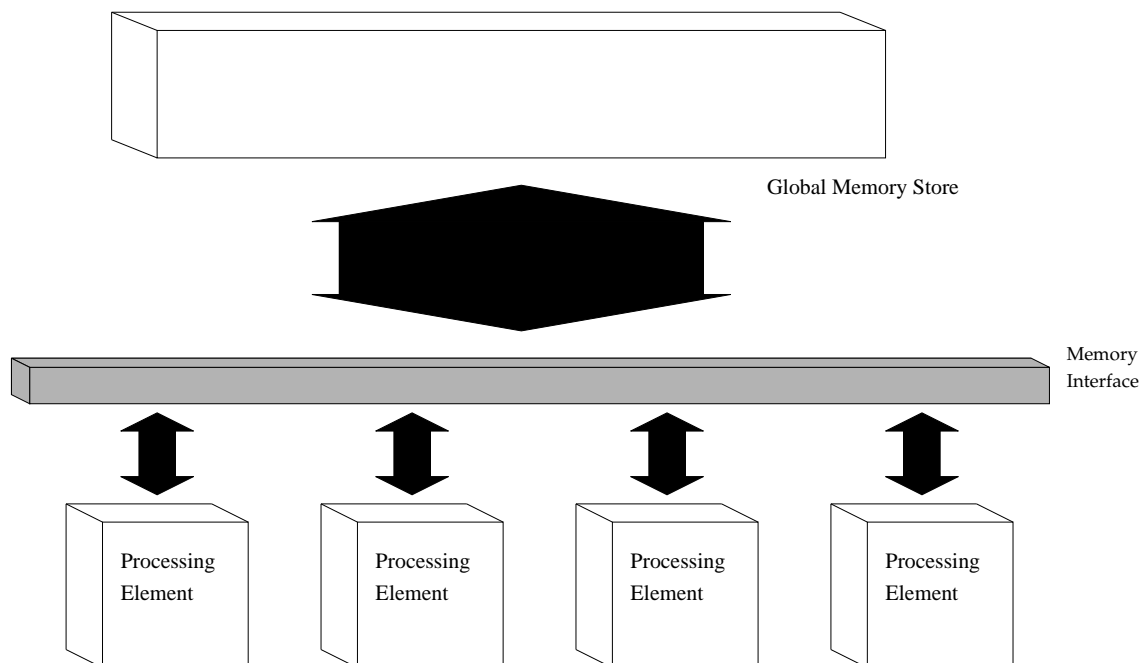 Global Memory Store
Memory
Interface
Processing
Element
Processing
Element
Processing
Element
Processing
Element